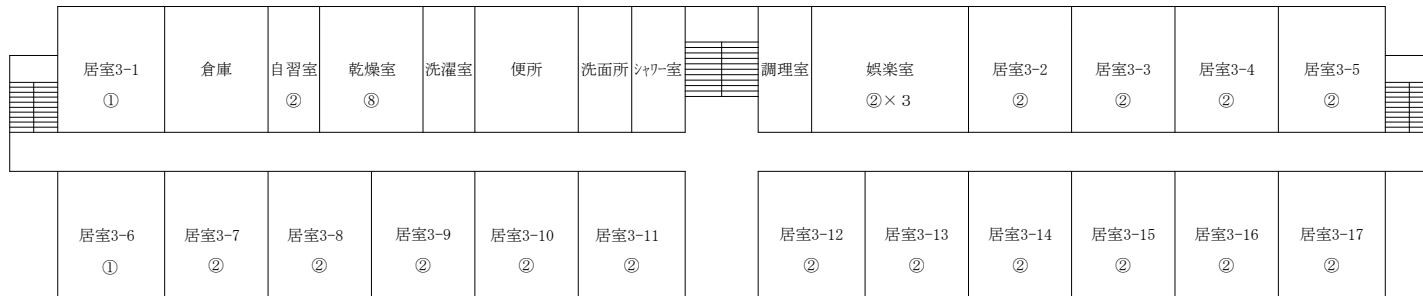 居室3-1 倉庫 自習室 乾燥室 洗濯室 便所 洗面所 ｼｬﾜｰ室 調理室 娯楽室 居室3-2 居室3-3 居室3-4 居室3-5
① ② ⑧ ②×3 ② ② ② ②
居室3-6 居室3-7 居室3-8 居室3-9 居室3-10 居室3-11 居室3-12 居室3-13 居室3-14 居室3-15 居室3-16 居室3-17
① ② ② ② ② ② ② ② ② ② ② ②